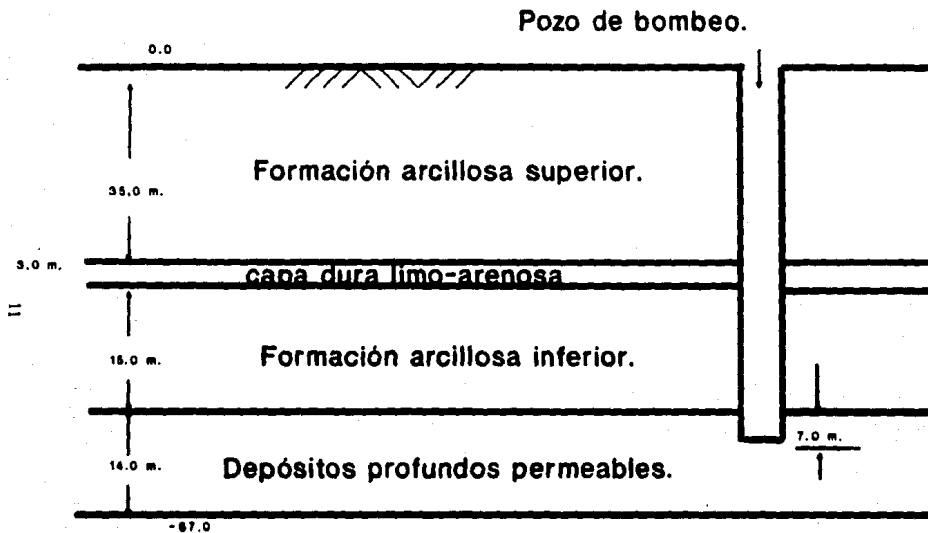 Pozo de bombeo.
0.0
Formación arcillosa superior.
35.0 m.
3.0 m.
capa dura limo-arenosa
11
15.0 m.
Formación arcillosa inferior.
7.0 m.
14.0 m.
Depósitos profundos permeables.
-67.0